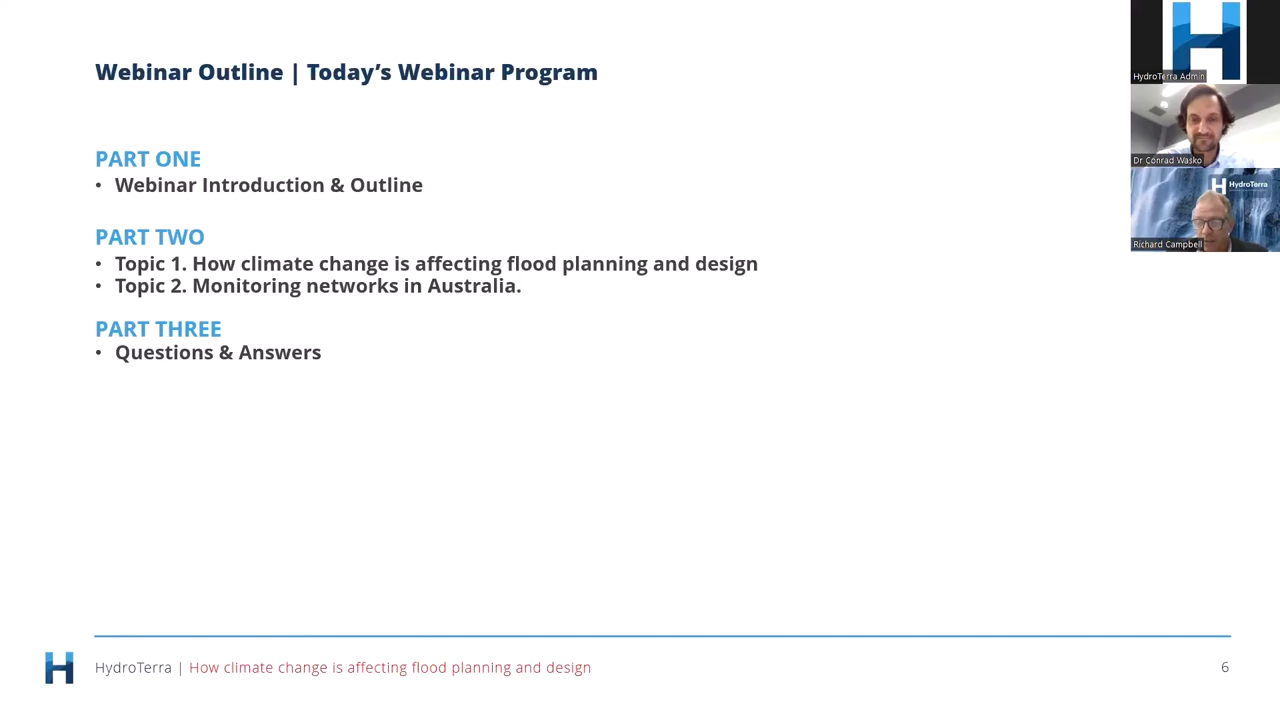 Webinar Outline | Today’s Webinar Program
PART ONE
• Webinar Introduction & Outline
PART TWO
• Topic 1. How climate change is affecting flood planning and design
• Topic 2. Monitoring networks in Australia.
PART THREE
• Questions & Answers
HydroTerra | How climate change is affecting flood planning and design
6
HydroTerra Admin
Dr Conrad Wasko
HydroTerra
Richard Campbell